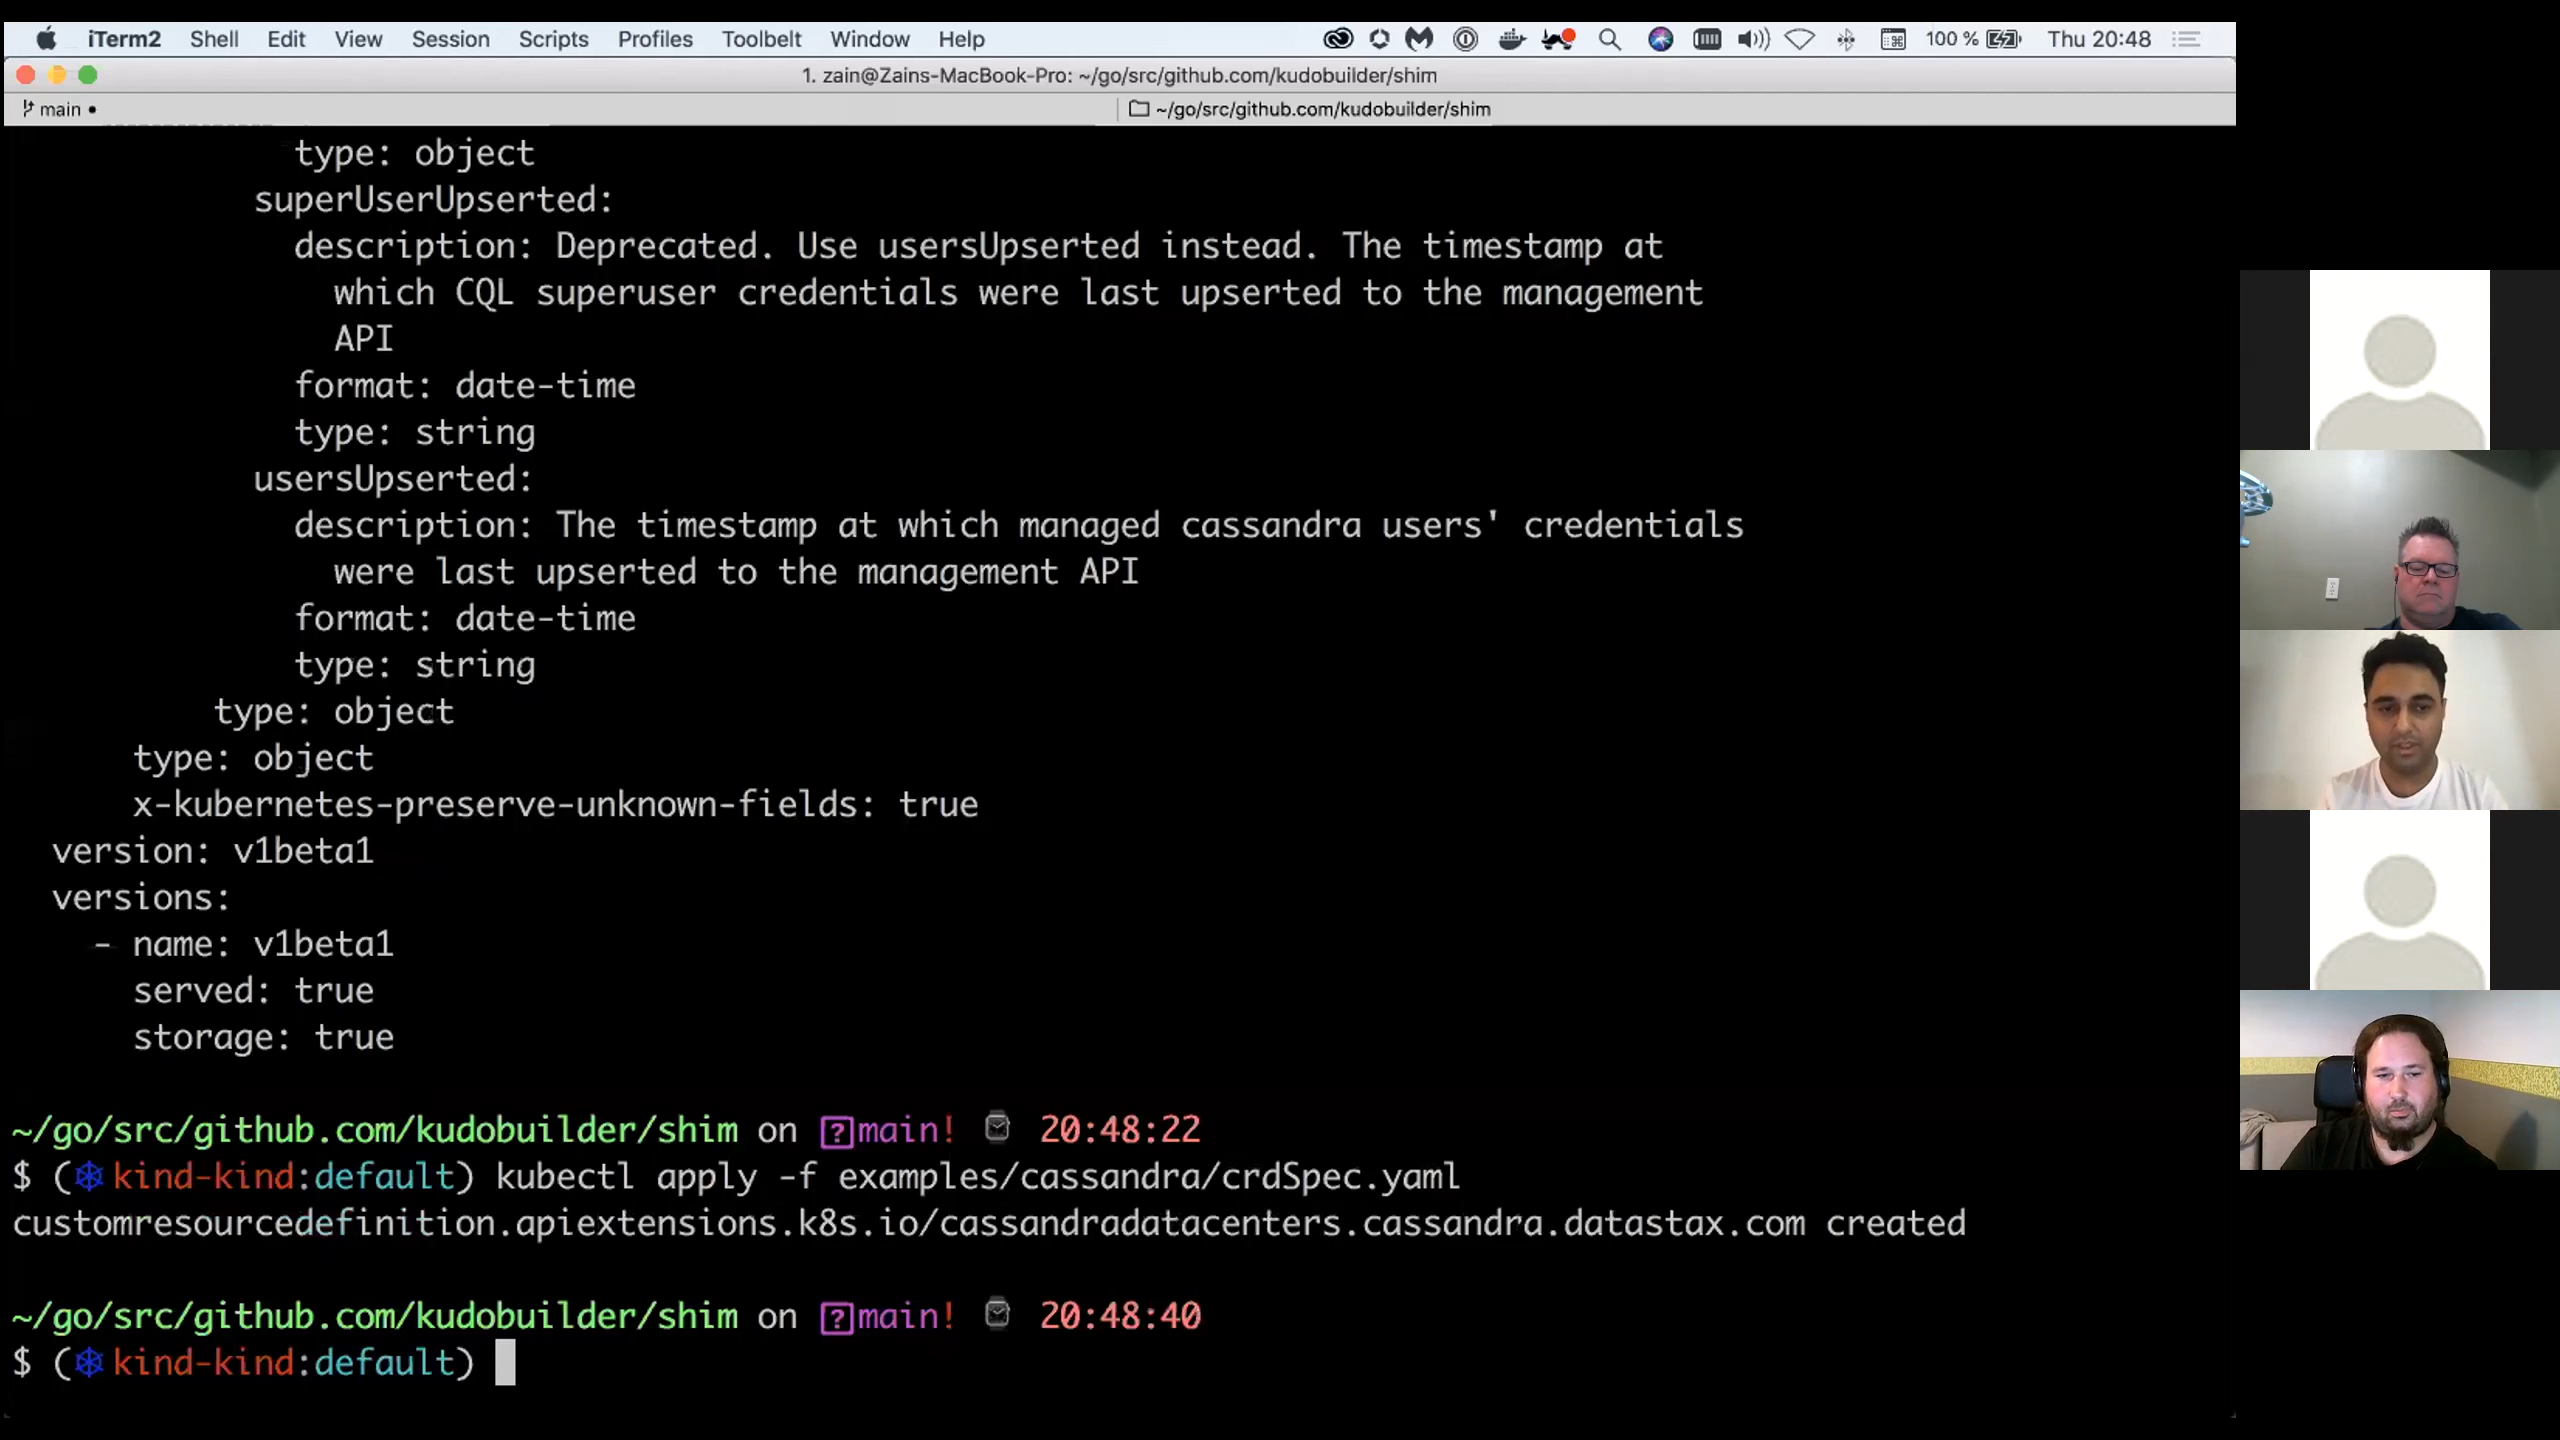 iTerm2 Shell Edit View Session Scripts Profiles Toolbelt Window Help 100 % Thu 20:48
1. zain@Zains-MacBook-Pro: ~/go/src/github.com/kudobuilder/shim
main • ~/go/src/github.com/kudobuilder/shim
type: object
superUserUpserted:
description: Deprecated. Use usersUpserted instead. The timestamp at
which CQL superuser credentials were last upserted to the management
API
format: date-time
type: string
usersUpserted:
description: The timestamp at which managed cassandra users' credentials
were last upserted to the management API
format: date-time
type: string
type: object
type: object
x-kubernetes-preserve-unknown-fields: true
version: v1beta1
versions:
- name: v1beta1
served: true
storage: true
~/go/src/github.com/kudobuilder/shim on [?]main! 20:48:22
$ (kind-kind:default) kubectl apply -f examples/cassandra/crdSpec.yaml
customresourcedefinition.apiextensions.k8s.io/cassandradatacenters.cassandra.datastax.com created
~/go/src/github.com/kudobuilder/shim on [?]main! 20:48:40
$ (kind-kind:default)